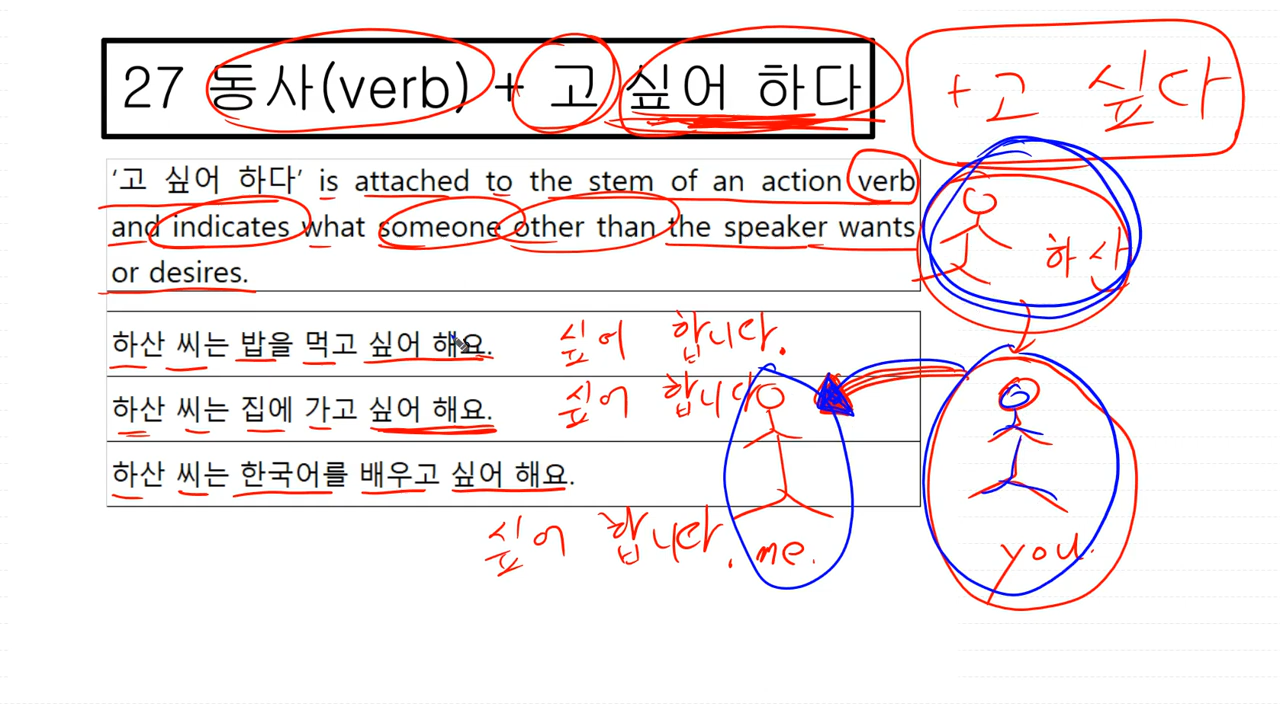 27 동사(verb) + 고 싶어 하다
+고 싶다
'고 싶어 하다' is attached to the stem of an action verb
and indicates what someone other than the speaker wants
or desires.
하산
하산 씨는 밥을 먹고 싶어 해요.
싶어 합니다.
하산 씨는 집에 가고 싶어 해요.
싶어 합니다
하산 씨는 한국어를 배우고 싶어 해요.
싶어 합니다.
me.
you.